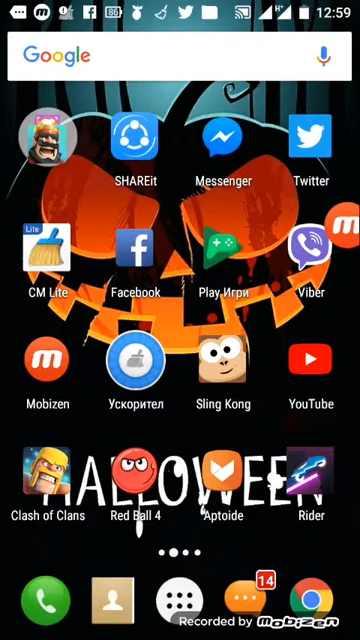 86
H+
12:59
Google
SHAREit
Messenger
Twitter
Lite
CM Lite
Facebook
Play Игри
Viber
Mobizen
Ускорител
Sling Kong
YouTube
HALLOWEEN
Clash of Clans
Red Ball 4
Aptoide
Rider
14
Recorded by mobizen